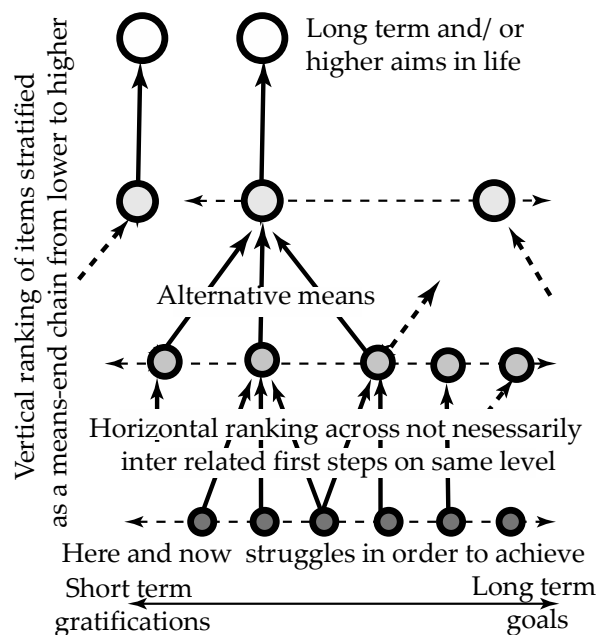 Long term and/ or
higher aims in life
Vertical ranking of items stratified
as a means-end chain from lower to higher
Alternative means
Horizontal ranking across not nesessarily
inter related first steps on same level
Here and now struggles in order to achieve
Short term
gratifications
Long term
goals